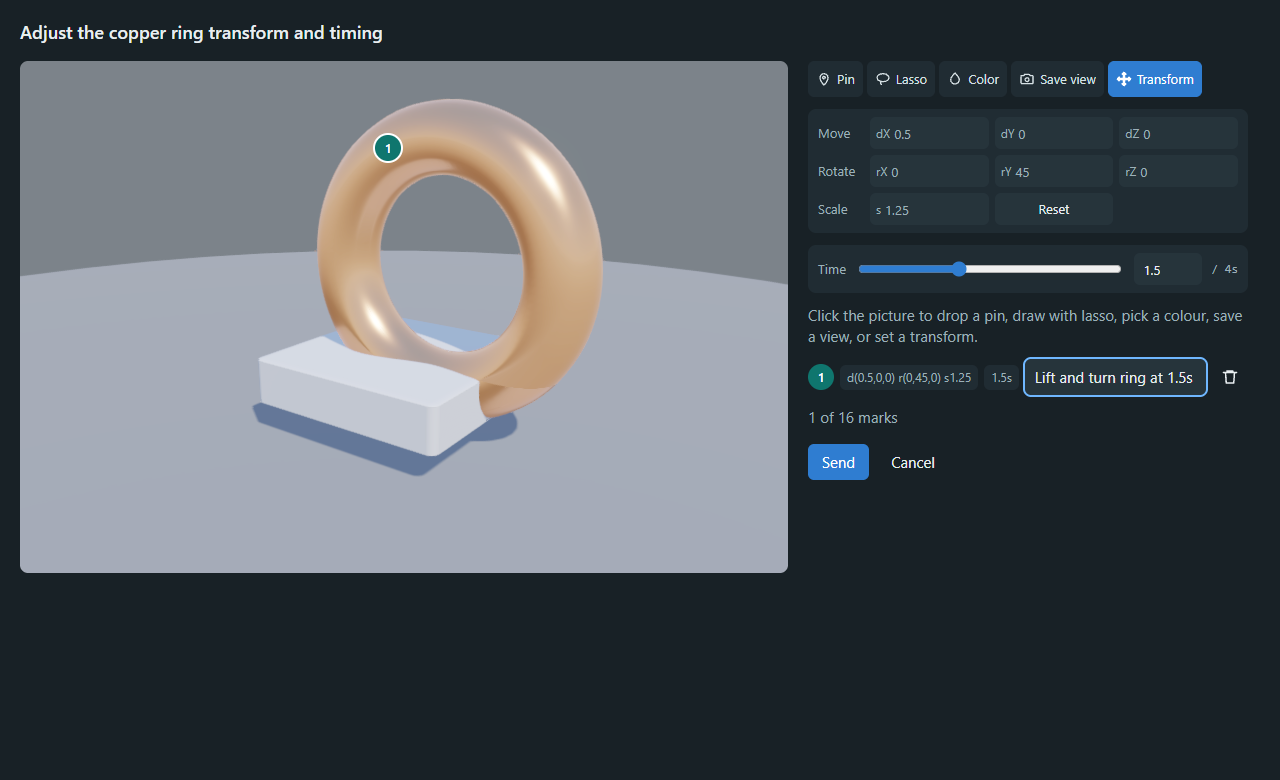 Adjust the copper ring transform and timing
Pin Lasso Color Save view Transform
Move dX 0.5 dY 0 dZ 0
Rotate rX 0 rY 45 rZ 0
Scale s 1.25 Reset
Time 1.5 / 4s
Click the picture to drop a pin, draw with lasso, pick a colour, save
a view, or set a transform.
1 d(0.5,0,0) r(0,45,0) s1.25 1.5s Lift and turn ring at 1.5s
1 of 16 marks
Send Cancel
1